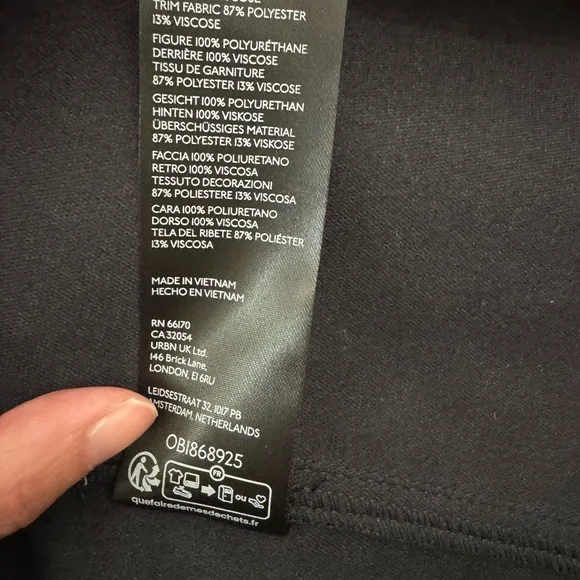 TRIM FABRIC 87% POLYESTER
13% VISCOSE
FIGURE 100% POLYURÉTHANE
DERRIÈRE 100% VISCOSE
TISSU DE GARNITURE
87% POLYESTER 13% VISCOSE
GESICHT 100% POLYURETHAN
HINTEN 100% VISKOSE
ÜBERSCHÜSSIGES MATERIAL
87% POLYESTER 13% VISKOSE
FACCIA 100% POLIURETANO
RETRO 100% VISCOSA
TESSUTO DECORAZIONI
87% POLIESTERE 13% VISCOSA
CARA 100% POLIURETANO
DORSO 100% VISCOSA
TELA DEL RIBETE 87% POLIÉSTER
13% VISCOSA
MADE IN VIETNAM
HECHO EN VIETNAM
RN 66170
CA 32054
URBN UK Ltd.
146 Brick Lane,
LONDON, E1 6RU
LEIDSESTRAAT 32, 1017 PB
AMSTERDAM, NETHERLANDS
OB1868925
FR
OU
quefairedemesdechets.fr